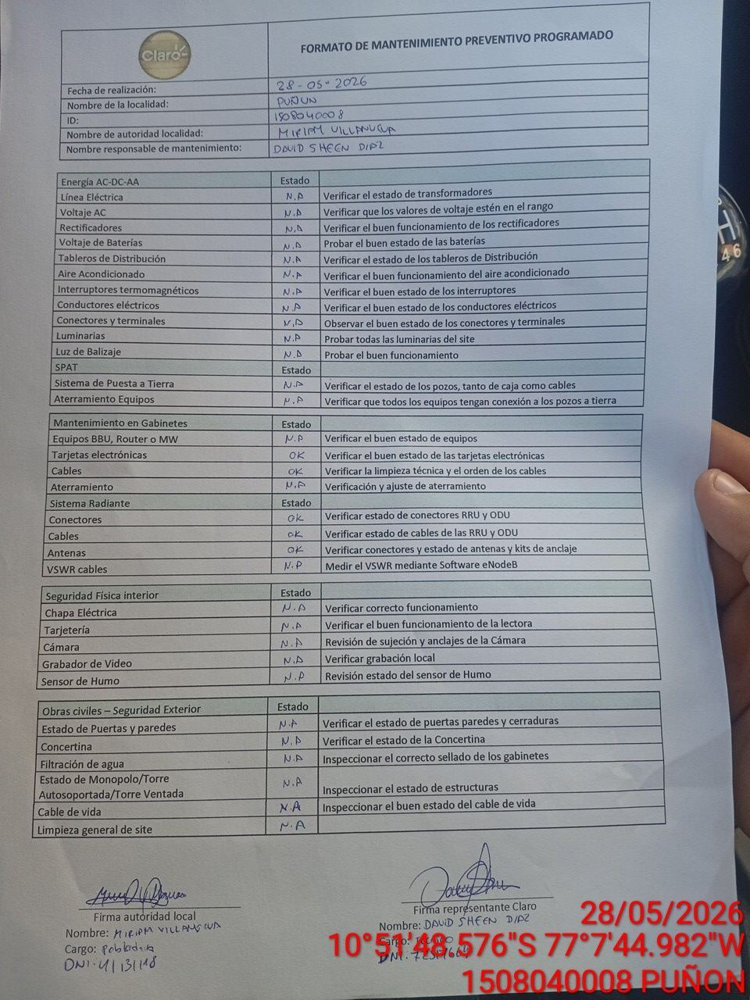 Claro
FORMATO DE MANTENIMIENTO PREVENTIVO PROGRAMADO
Fecha de realización: 28-05-2026
Nombre de la localidad: PUÑUN
ID: 1508040008
Nombre de autoridad localidad: MIRIAM VILLANUEVA
Nombre responsable de mantenimiento: DAVID SHEEN DIAZ
Energía AC-DC-AA Estado
Línea Eléctrica N.A Verificar el estado de transformadores
Voltaje AC N.A Verificar que los valores de voltaje estén en el rango
Rectificadores N.A Verificar el buen funcionamiento de los rectificadores
Voltaje de Baterías N.A Probar el buen estado de las baterías
Tableros de Distribución N.A Verificar el estado de los tableros de Distribución
Aire Acondicionado N.A Verificar el buen funcionamiento del aire acondicionado
Interruptores termomagnéticos N.A Verificar el buen estado de los interruptores
Conductores eléctricos N.A Verificar el buen estado de los conductores eléctricos
Conectores y terminales N.A Observar el buen estado de los conectores y terminales
Luminarias N.A Probar todas las luminarias del site
Luz de Balizaje N.A Probar el buen funcionamiento
SPAT Estado
Sistema de Puesta a Tierra N.A Verificar el estado de los pozos, tanto de caja como cables
Aterramiento Equipos N.A Verificar que todos los equipos tengan conexión a los pozos a tierra
Mantenimiento en Gabinetes Estado
Equipos BBU, Router o MW N.A Verificar el buen estado de equipos
Tarjetas electrónicas OK Verificar el buen estado de las tarjetas electrónicas
Cables OK Verificar la limpieza técnica y el orden de los cables
Aterramiento N.A Verificación y ajuste de aterramiento
Sistema Radiante Estado
Conectores OK Verificar estado de conectores RRU y ODU
Cables OK Verificar estado de cables de las RRU y ODU
Antenas OK Verificar conectores y estado de antenas y kits de anclaje
VSWR cables N.A Medir el VSWR mediante Software eNodeB
Seguridad Física interior Estado
Chapa Eléctrica N.A Verificar correcto funcionamiento
Tarjetería N.A Verificar el buen funcionamiento de la lectora
Cámara N.A Revisión de sujeción y anclajes de la Cámara
Grabador de Video N.A Verificar grabación local
Sensor de Humo N.A Revisión estado del sensor de Humo
Obras civiles – Seguridad Exterior Estado
Estado de Puertas y paredes N.A Verificar el estado de puertas paredes y cerraduras
Concertina N.A Verificar el estado de la Concertina
Filtración de agua N.A Inspeccionar el correcto sellado de los gabinetes
Estado de Monopolo/Torre
Autosoportada/Torre Ventada N.A Inspeccionar el estado de estructuras
Cable de vida N.A Inspeccionar el buen estado del cable de vida
Limpieza general de site N.A
Firma autoridad local
Nombre: MIRIAM VILLANUEVA
Cargo: pobladora
DNI:
Firma representante Claro
Nombre: DAVID SHEEN DIAZ
Cargo: Técnico
DNI:
28/05/2026
10°51'48.576"S 77°7'44.982"W
1508040008 PUÑON
H
4 6